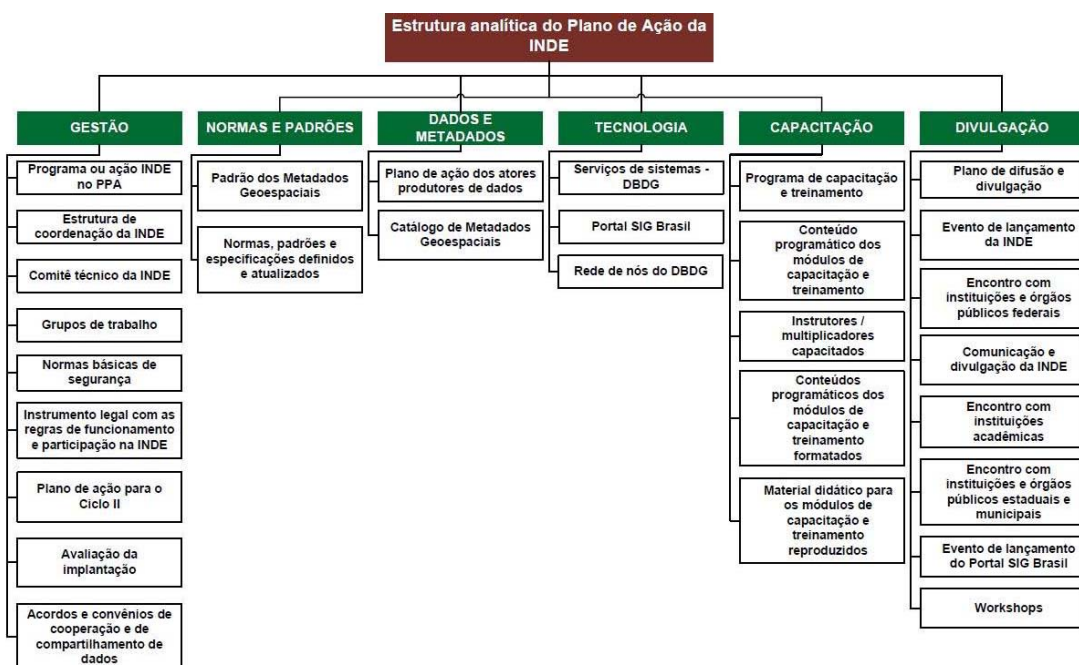 Estrutura analítica do Plano de Ação da
INDE
GESTÃO
Programa ou ação INDE
no PPA
Estrutura de
coordenação da INDE
Comitê técnico da INDE
Grupos de trabalho
Normas básicas de
segurança
Instrumento legal com as
regras de funcionamento
e participação na INDE
Plano de ação para o
Ciclo II
Avaliação da
implantação
Acordos e convênios de
cooperação e de
compartilhamento de
dados
NORMAS E PADRÕES
Padrão dos Metadados
Geoespaciais
Normas, padrões e
especificações definidos
e atualizados
DADOS E
METADADOS
Plano de ação dos atores
produtores de dados
Catálogo de Metadados
Geoespaciais
TECNOLOGIA
Serviços de sistemas -
DBDG
Portal SIG Brasil
Rede de nós do DBDG
CAPACITAÇÃO
Programa de capacitação
e treinamento
Conteúdo
programático dos
módulos de
capacitação e
treinamento
Instrutores /
multiplicadores
capacitados
Conteúdos
programáticos dos
módulos de
capacitação e
treinamento
formatados
Material didático para
os módulos de
capacitação e
treinamento
reproduzidos
DIVULGAÇÃO
Plano de difusão e
divulgação
Evento de lançamento
da INDE
Encontro com
instituições e órgãos
públicos federais
Comunicação e
divulgação da INDE
Encontro com
instituições
acadêmicas
Encontro com
instituições e órgãos
públicos estaduais e
municipais
Evento de lançamento
do Portal SIG Brasil
Workshops